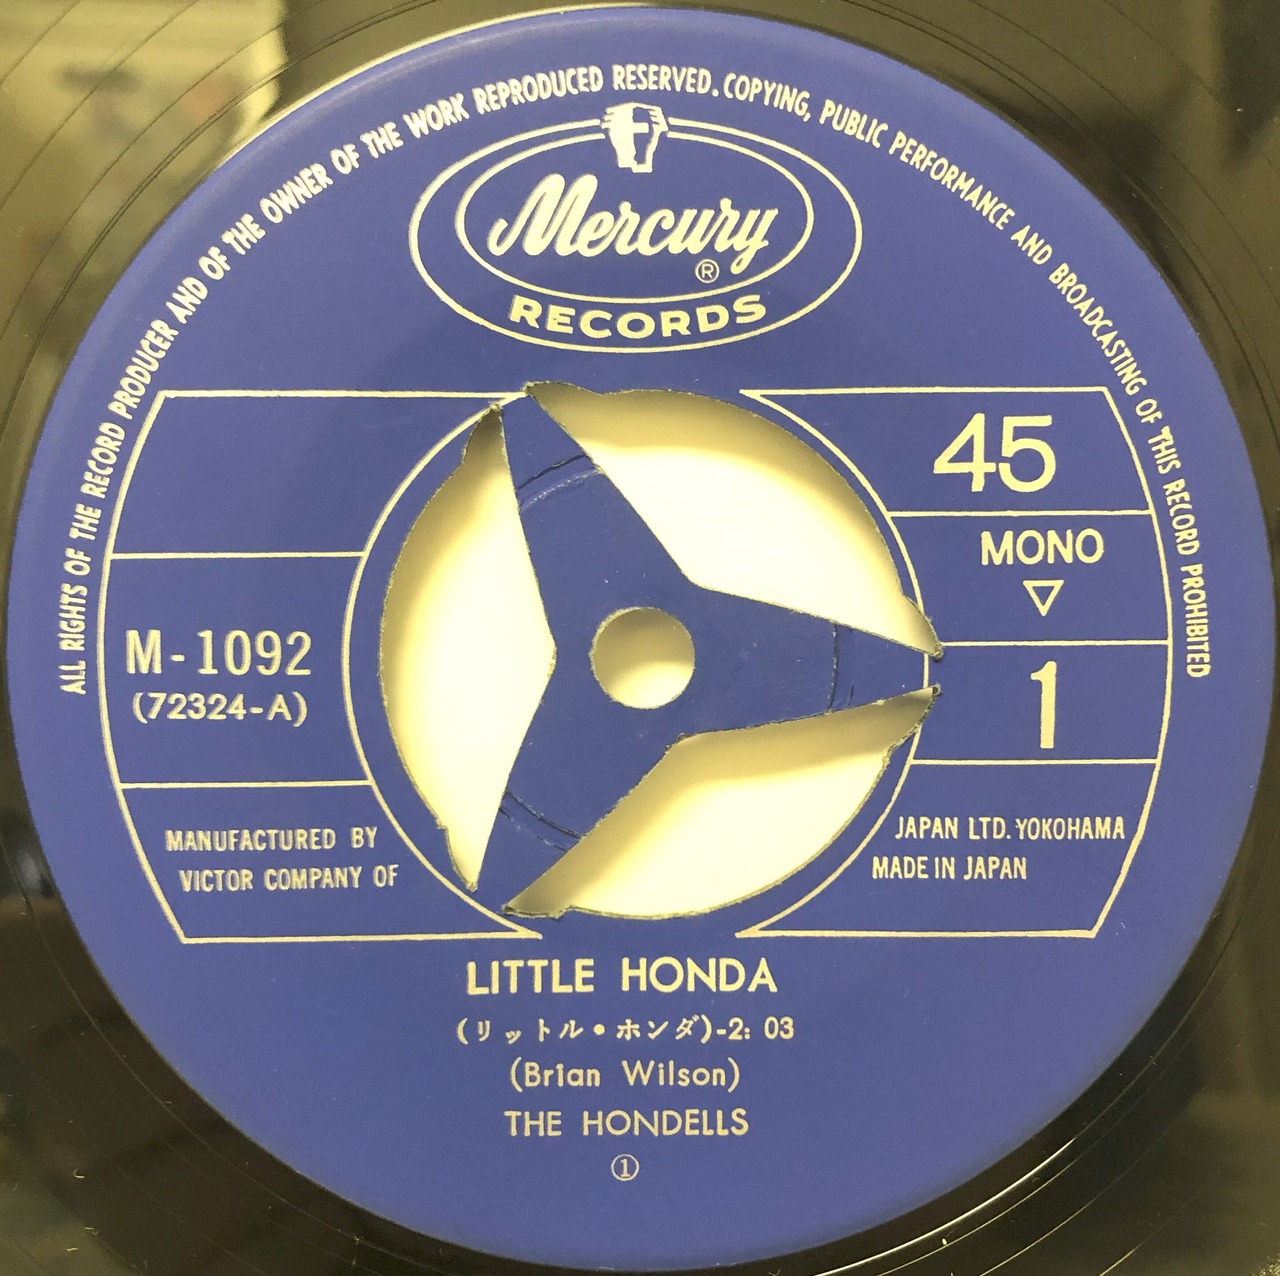 ALL RIGHTS OF THE RECORD PRODUCER AND OF THE OWNER OF THE WORK REPRODUCED RESERVED. COPYING, PUBLIC PERFORMANCE AND BROADCASTING OF THIS RECORD PROHIBITED
Mercury
®
RECORDS
45
MONO
▽
M-1092
(72324-A)
1
MANUFACTURED BY
VICTOR COMPANY OF
JAPAN LTD. YOKOHAMA
MADE IN JAPAN
LITTLE HONDA
(リットル・ホンダ)-2: 03
(Brian Wilson)
THE HONDELLS
①